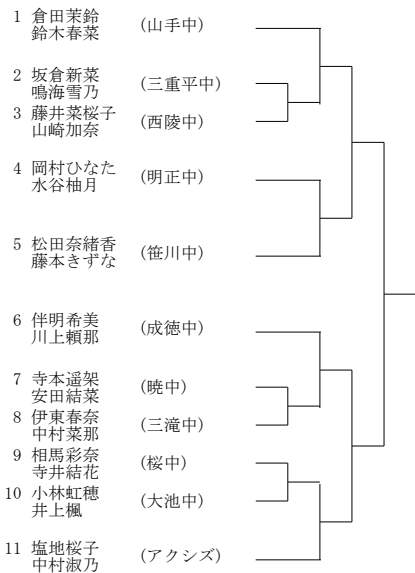 1 倉田茉鈴 (山手中)
鈴木春菜
2 坂倉新菜 (三重平中)
鳴海雪乃
3 藤井菜桜子 (西陵中)
山崎加奈
4 岡村ひなた (明正中)
水谷柚月
5 松田奈緒香 (笹川中)
藤本きずな
6 伴明希美 (成徳中)
川上頼那
7 寺本遥架 (暁中)
安田結菜
8 伊東春奈 (三滝中)
中村菜那
9 相馬彩奈 (桜中)
寺井結花
10 小林虹穂 (大池中)
井上楓
11 塩地桜子 (アクシズ)
中村淑乃